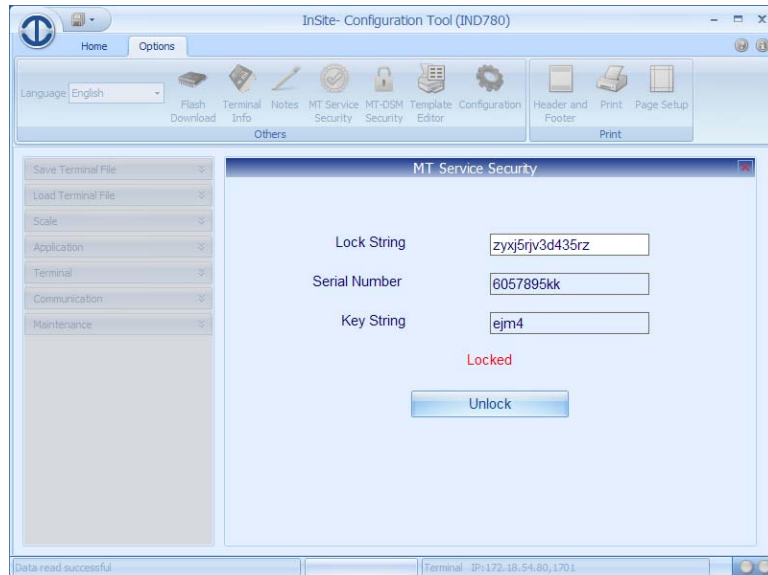 InSite- Configuration Tool (IND780)
Home Options
Language English
Flash Download
Terminal Info
Notes
MT Service Security
MT-DSM Security
Template Editor
Configuration
Header and Footer
Print
Page Setup
Others
Print
Save Terminal File
Load Terminal File
Scale
Application
Terminal
Communication
Maintenance
MT Service Security
Lock String zyxj5rjv3d435rz
Serial Number 6057895kk
Key String ejm4
Locked
Unlock
Data read successful
Terminal IP:172.18.54.80,1701